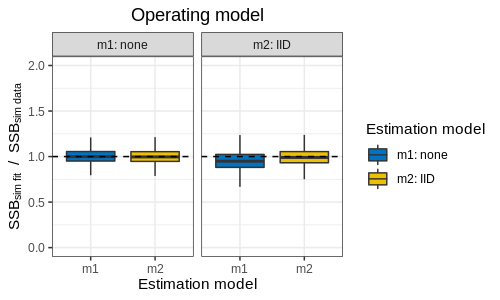 Operating model
m1: none
m2: IID
SSBsim fit / SSBsim data
2.0
1.5
1.0
0.5
0.0
m1
m2
m1
m2
Estimation model
Estimation model
m1: none
m2: IID